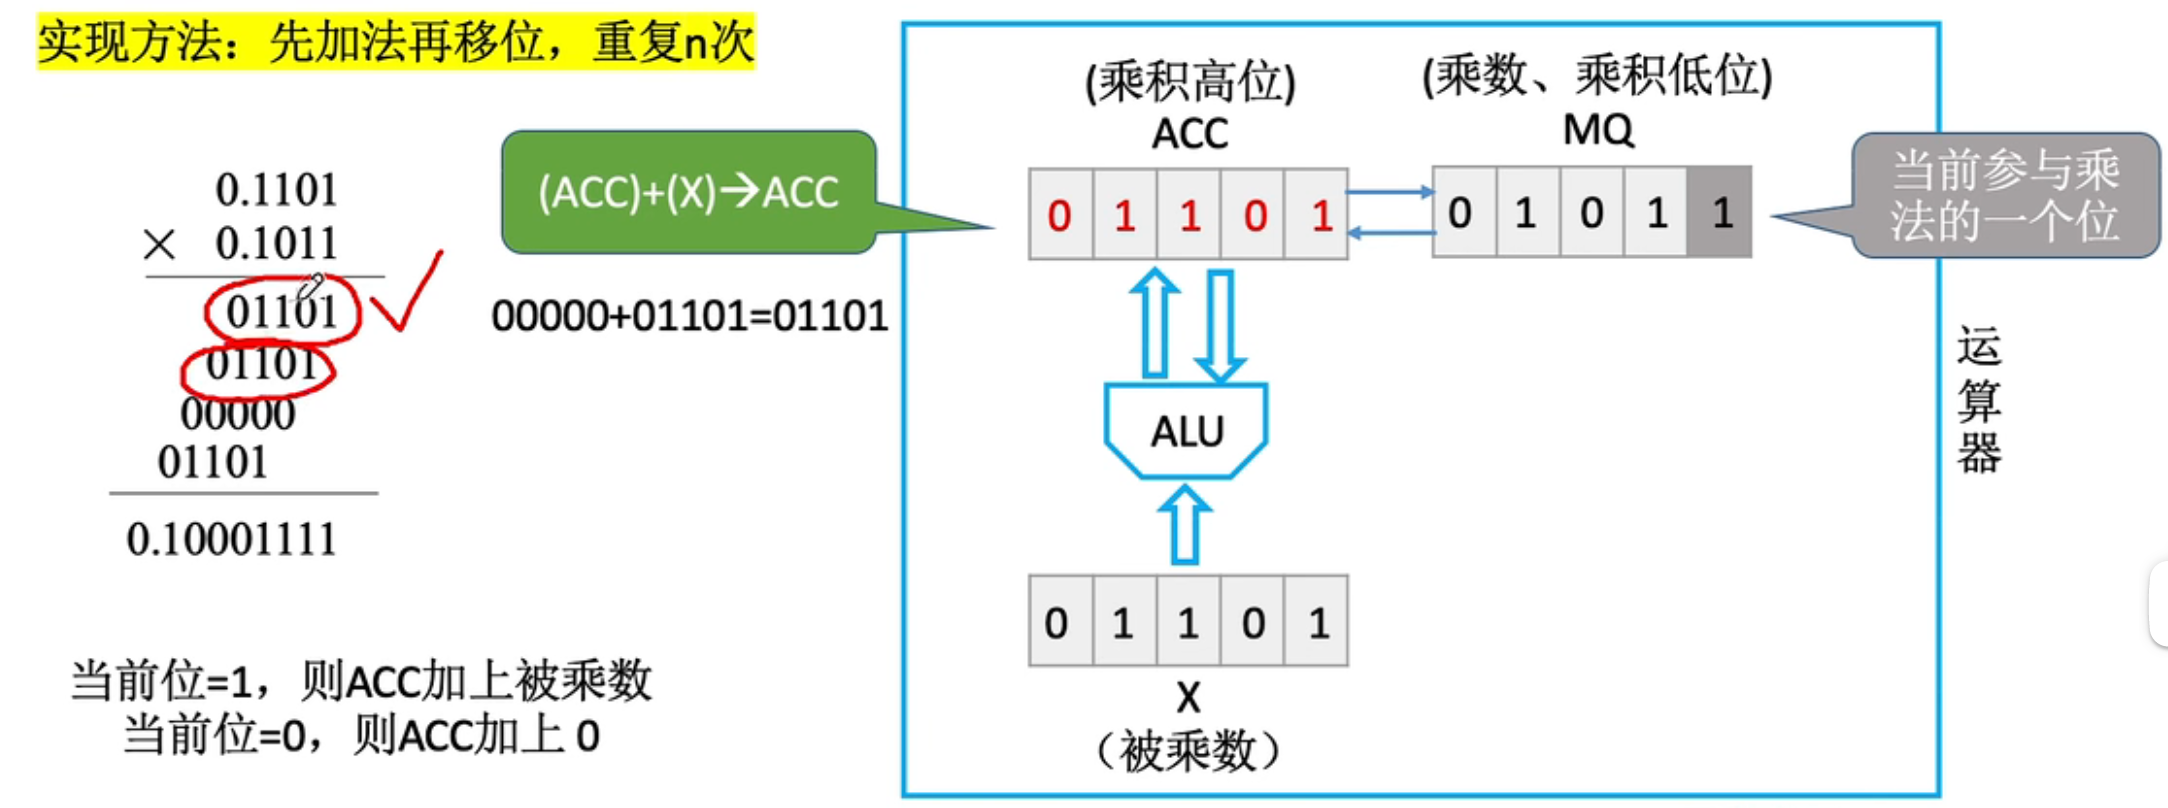 实现方法：先加法再移位，重复n次
0.1101
× 0.1011
01101
01101
00000
01101
0.10001111
当前位=1，则ACC加上被乘数
当前位=0，则ACC加上 0
(ACC)+(X)→ACC
00000+01101=01101
(乘积高位)
ACC
0 1 1 0 1
(乘数、乘积低位)
MQ
0 1 0 1 1
当前参与乘
法的一个位
ALU
0 1 1 0 1
X
（被乘数）
运
算
器